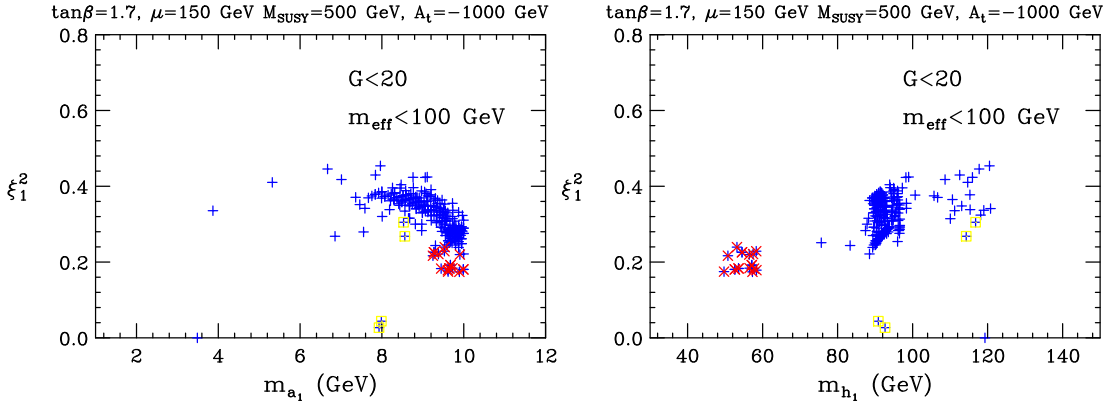 tanβ=1.7, μ=150 GeV M_SUSY=500 GeV, A_t=−1000 GeV
0.8
0.6
0.4
0.2
0.0
ξ_1^2
G<20
m_eff<100 GeV
2 4 6 8 10 12
m_a_1 (GeV)
tanβ=1.7, μ=150 GeV M_SUSY=500 GeV, A_t=−1000 GeV
0.8
0.6
0.4
0.2
0.0
ξ_1^2
G<20
m_eff<100 GeV
40 60 80 100 120 140
m_h_1 (GeV)